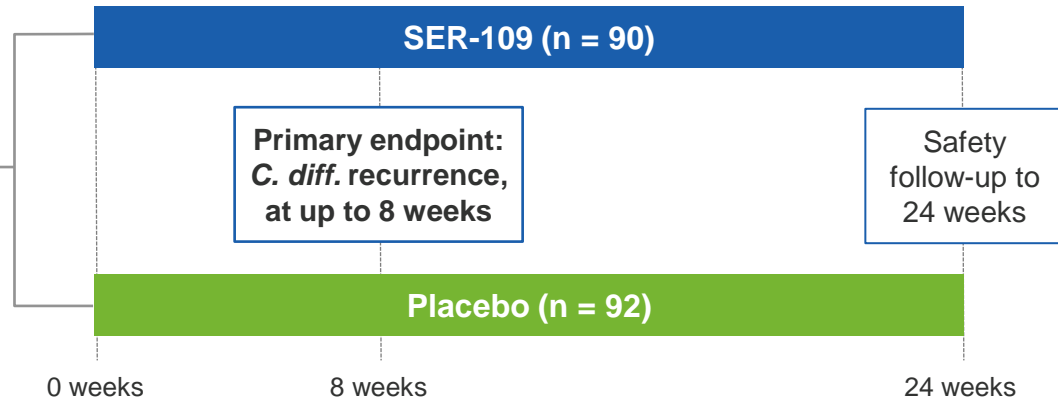 SER-109 (n = 90)
Primary endpoint:
C. diff. recurrence,
at up to 8 weeks
Safety
follow-up to
24 weeks
Placebo (n = 92)
0 weeks
8 weeks
24 weeks